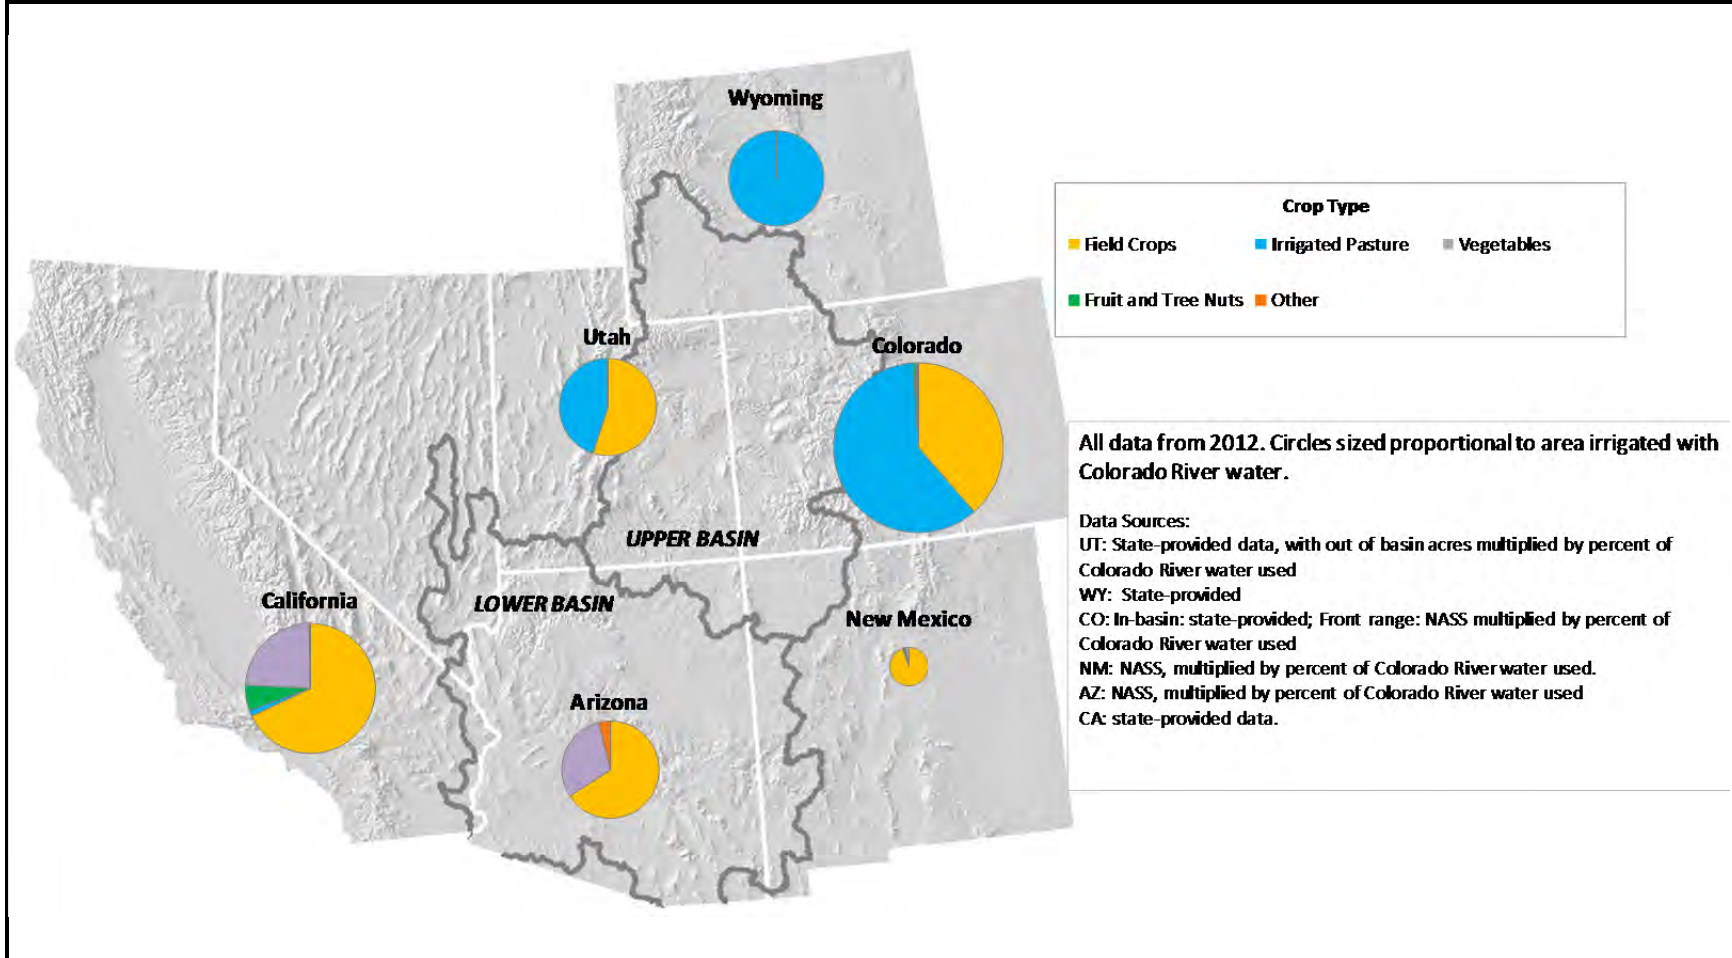 Wyoming
Crop Type
Field Crops
Irrigated Pasture
Vegetables
Fruit and Tree Nuts
Other
Utah
Colorado
All data from 2012. Circles sized proportional to area irrigated with
Colorado River water.
Data Sources:
UT: State-provided data, with out of basin acres multiplied by percent of
Colorado River water used
WY: State-provided
CO: In-basin: state-provided; Front range: NASS multiplied by percent of
Colorado River water used
NM: NASS, multiplied by percent of Colorado River water used.
AZ: NASS, multiplied by percent of Colorado River water used
CA: state-provided data.
UPPER BASIN
LOWER BASIN
California
New Mexico
Arizona